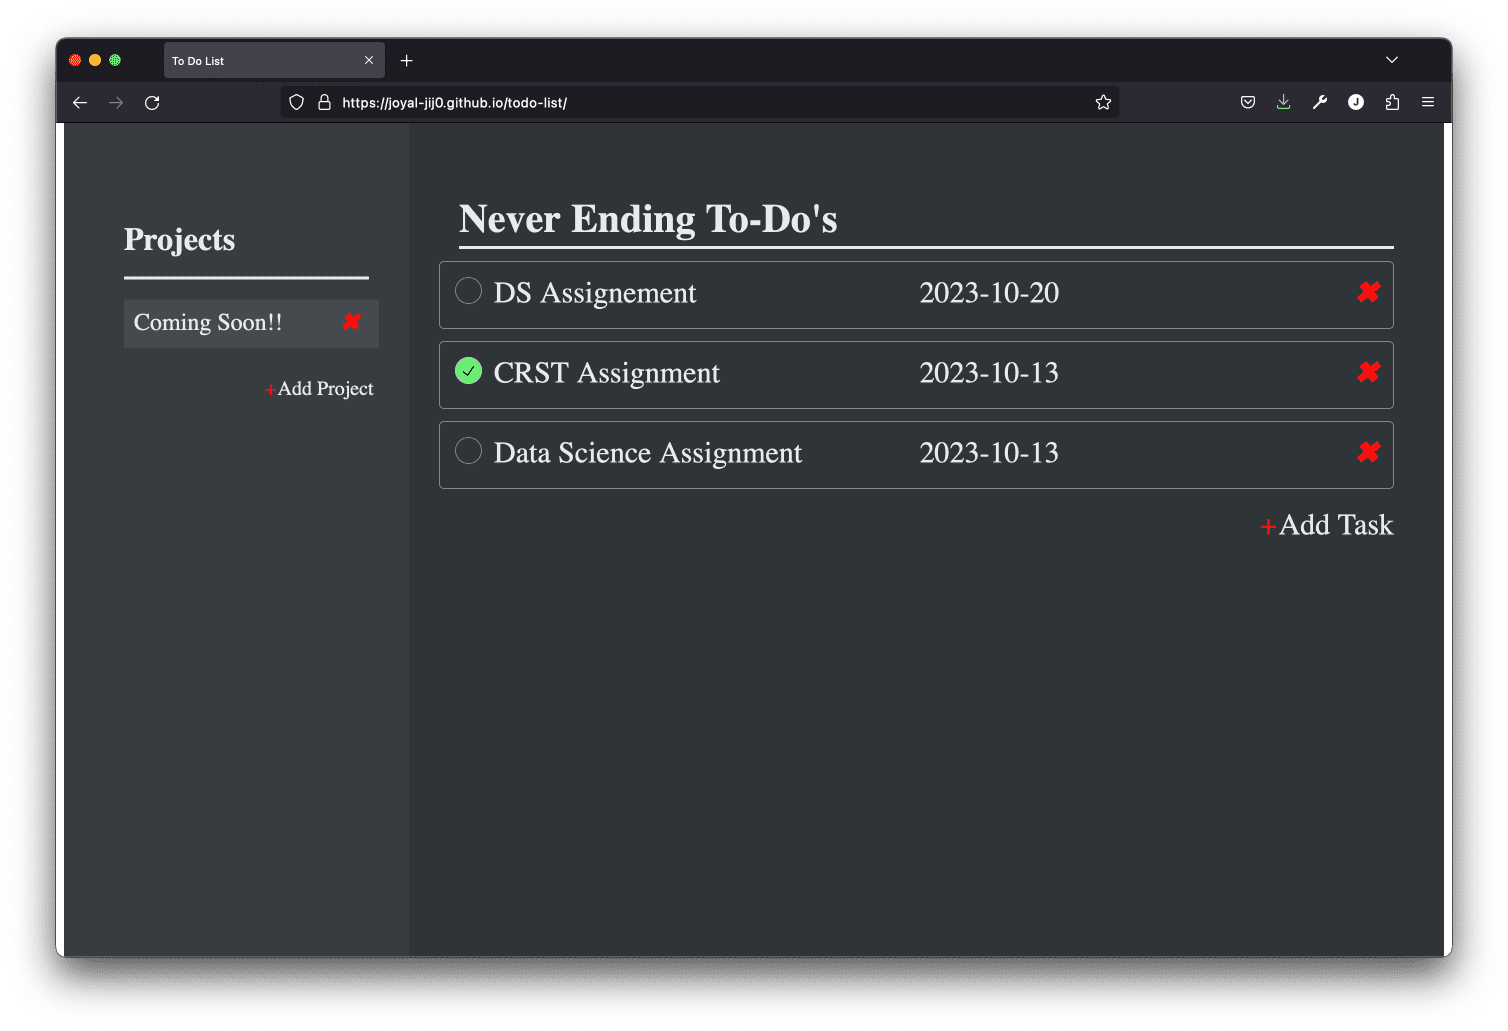 To Do List
https://joyal-jij0.github.io/todo-list/
J
Projects
Coming Soon!!
+Add Project
Never Ending To-Do's
DS Assignement 2023-10-20
CRST Assignment 2023-10-13
Data Science Assignment 2023-10-13
+Add Task